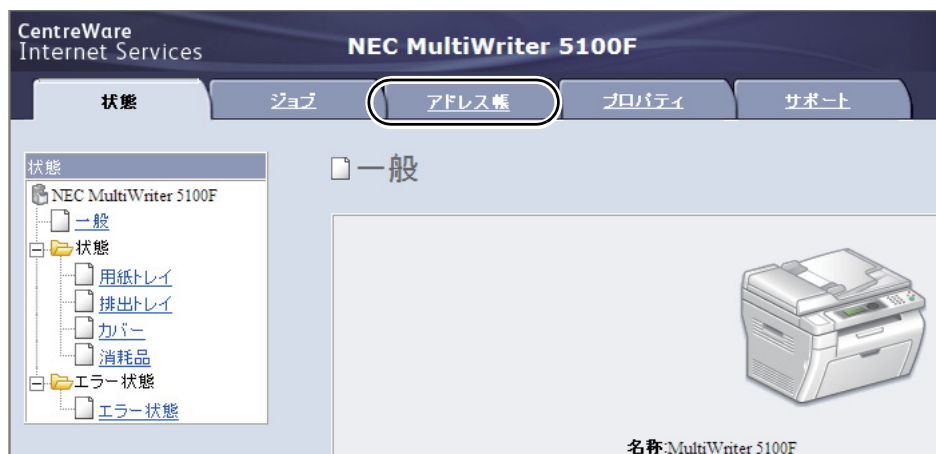 CentreWare
Internet Services
NEC MultiWriter 5100F
状態 ジョブ アドレス帳 プロパティ サポート
状態
NEC MultiWriter 5100F
一般
状態
用紙トレイ
排出トレイ
カバー
消耗品
エラー状態
エラー状態
一般
名称:MultiWriter 5100F